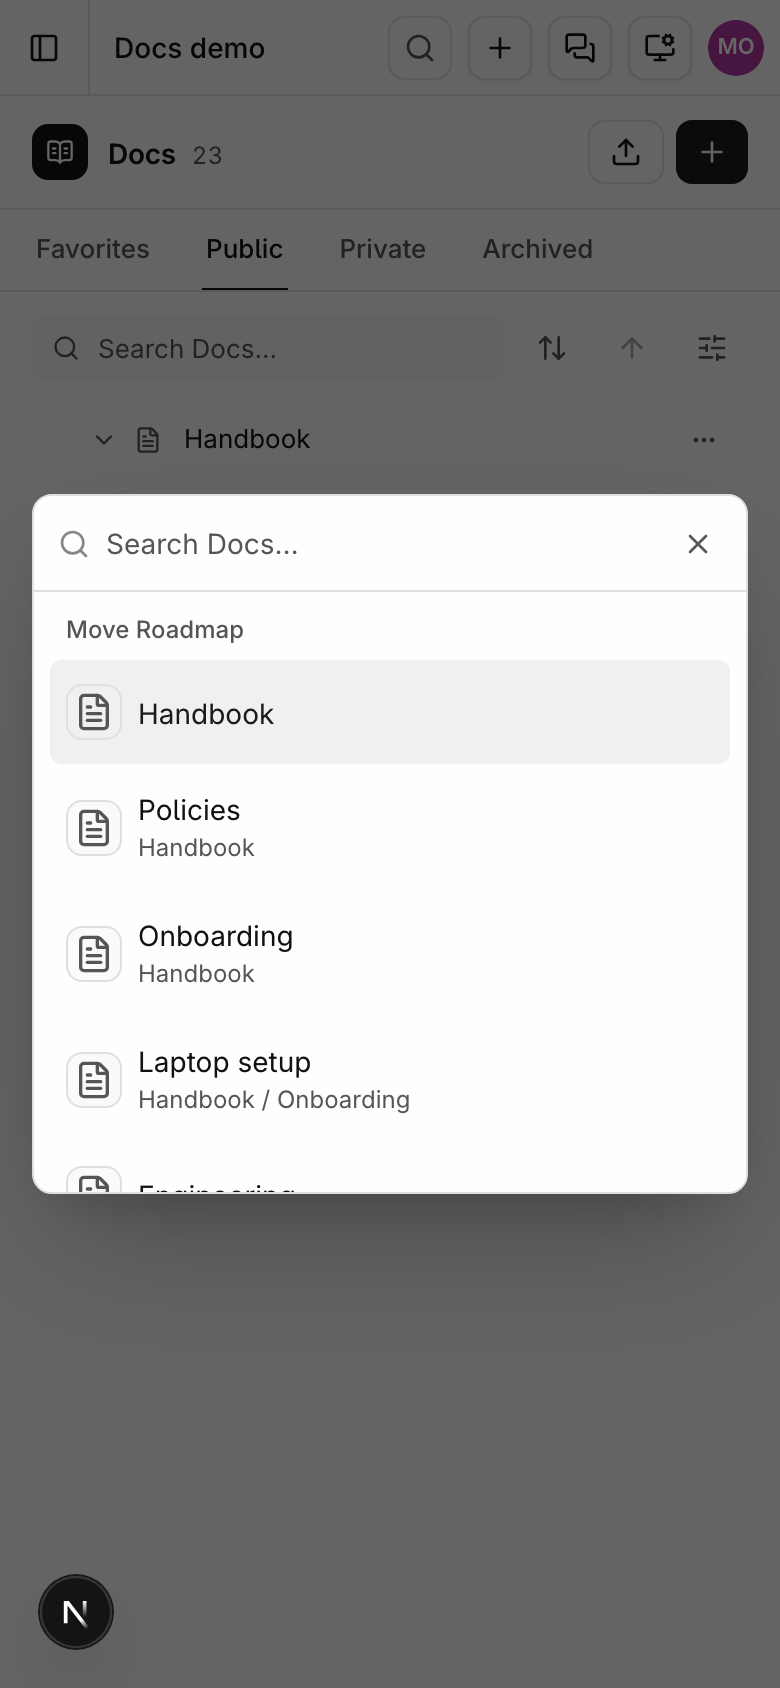 Docs demo
MO
Docs 23
Favorites Public Private Archived
Search Docs...
Handbook
Search Docs...
Move Roadmap
Handbook
Policies
Handbook
Onboarding
Handbook
Laptop setup
Handbook / Onboarding
Engineering
N